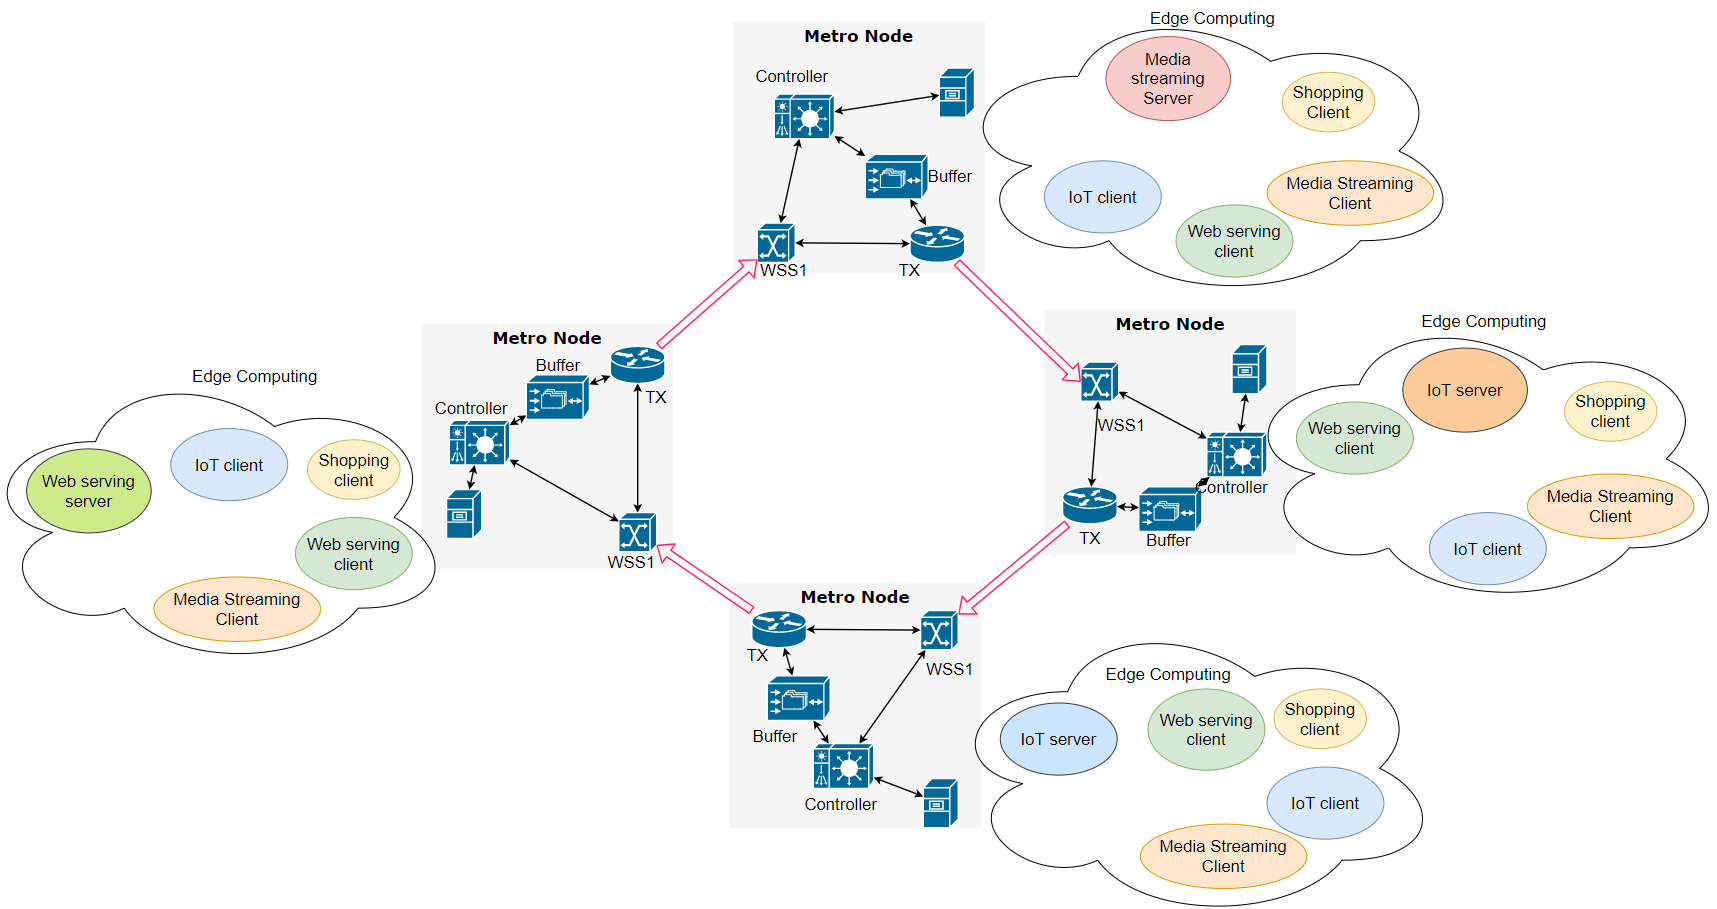 Edge Computing
Metro Node
Controller
Buffer
WSS1
TX
Media
streaming
Server
Shopping
Client
IoT client
Media Streaming
Client
Web serving
client
Metro Node
Buffer
Controller
TX
WSS1
Edge Computing
Web serving
server
IoT client
Shopping
client
Web serving
client
Media Streaming
Client
Metro Node
WSS1
Controller
TX
Buffer
Edge Computing
IoT server
Web serving
client
Shopping
client
Media Streaming
Client
IoT client
Metro Node
TX
WSS1
Buffer
Controller
Edge Computing
IoT server
Web serving
client
Shopping
client
IoT client
Media Streaming
Client